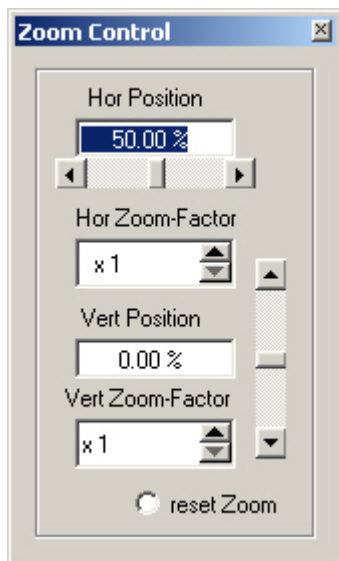 Zoom Control
Hor Position
50.00 %
Hor Zoom-Factor
x 1
Vert Position
0.00 %
Vert Zoom-Factor
x 1
reset Zoom